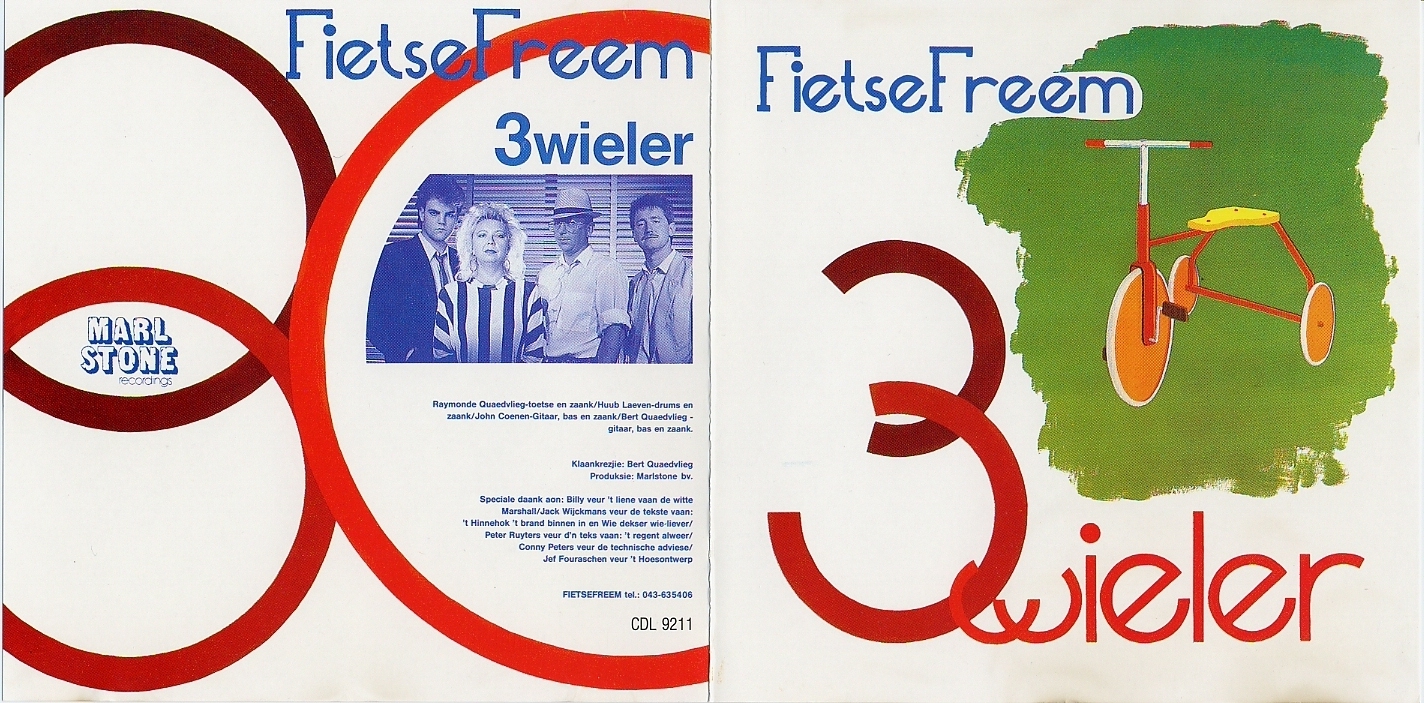 FietseFreem
3wieler
MARL
STONE
recordings
Raymonde Quaedvlieg-toetse en zaank/Huub Laeven-drums en
zaank/John Coenen-Gitaar, bas en zaank/Bert Quaedvlieg -
gitaar, bas en zaank.
Klaankrezjie: Bert Quaedvlieg
Produksie: Marlstone bv.
Speciale daank aon: Billy veur 't liene vaan de witte
Marshall/Jack Wijckmans veur de tekste vaan:
't Hinnehok 't brand binnen in en Wie dekser wie-liever/
Peter Ruyters veur d'n teks vaan: 't regent alweer/
Conny Peters veur de technische adviese/
Jef Fouraschen veur 't Hoesontwerp
FIETSEFREEM tel.: 043-635406
CDL 9211
FietseFreem
3wieler